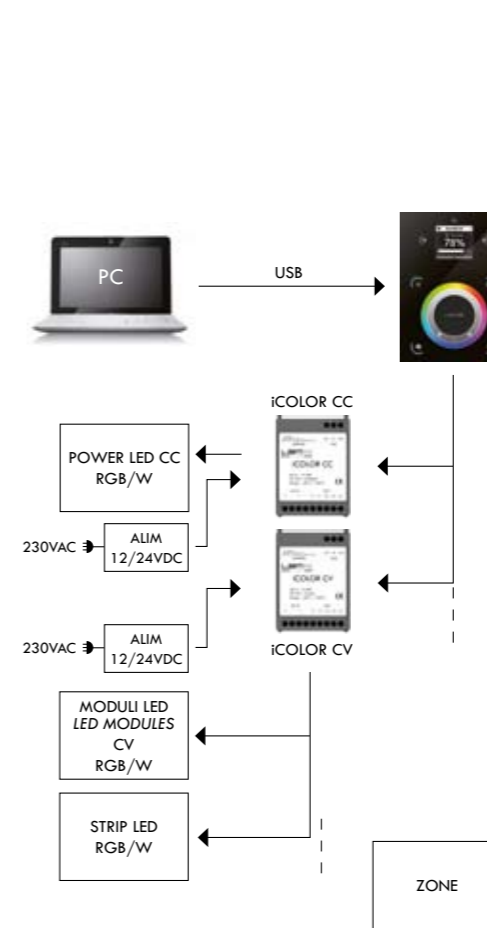 PC
USB
78%
iCOLOR CC
POWER LED CC
RGB/W
iCOLOR CC
230VAC
ALIM
12/24VDC
iCOLOR CV
230VAC
ALIM
12/24VDC
iCOLOR CV
MODULI LED
LED MODULES
CV
RGB/W
STRIP LED
RGB/W
ZONE